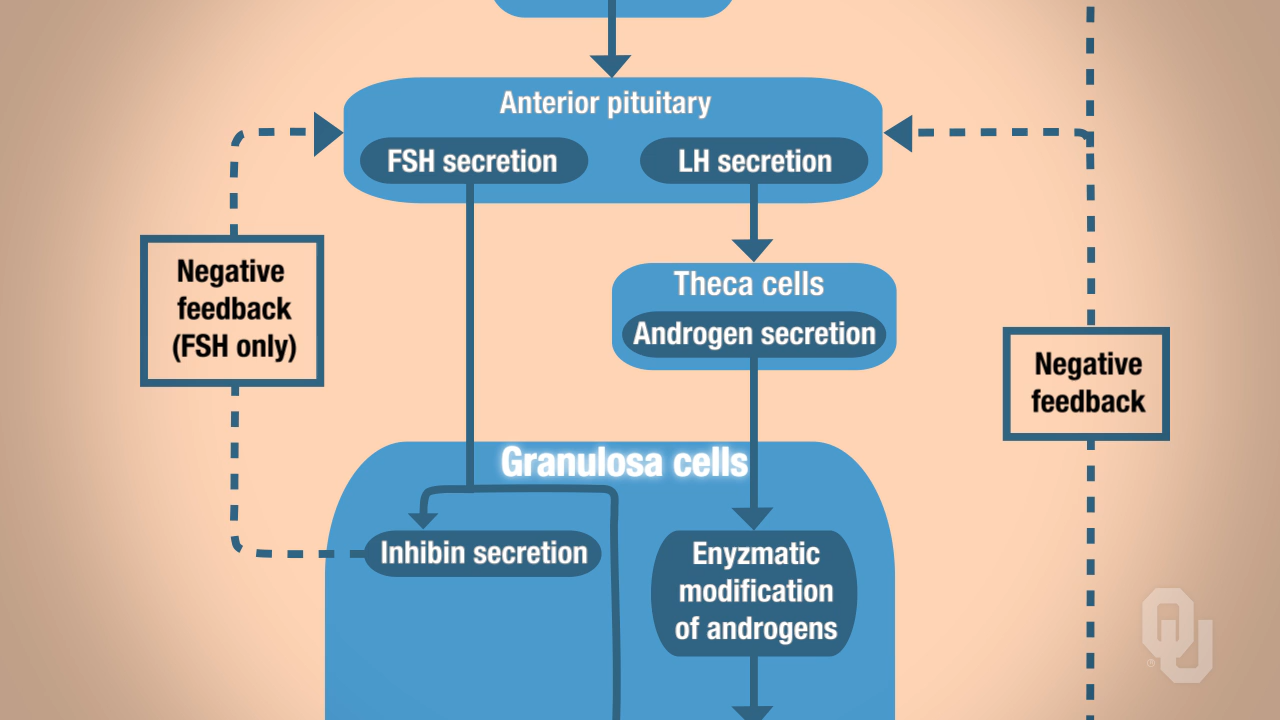 Anterior pituitary
FSH secretion
LH secretion
Negative
feedback
(FSH only)
Theca cells
Androgen secretion
Negative
feedback
Granulosa cells
Inhibin secretion
Enyzmatic
modification
of androgens
OU